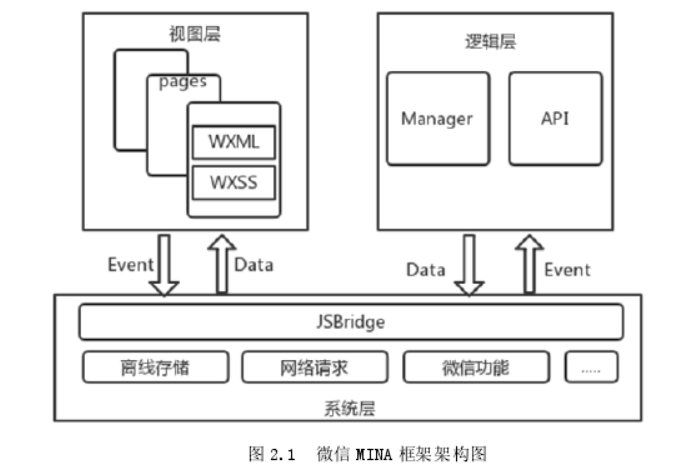 视图层
逻辑层
pages
WXML
WXSS
Manager
API
Event
Data
Data
Event
JSBridge
离线存储
网络请求
微信功能
.....
系统层
图 2.1 微信 MINA 框架架构图